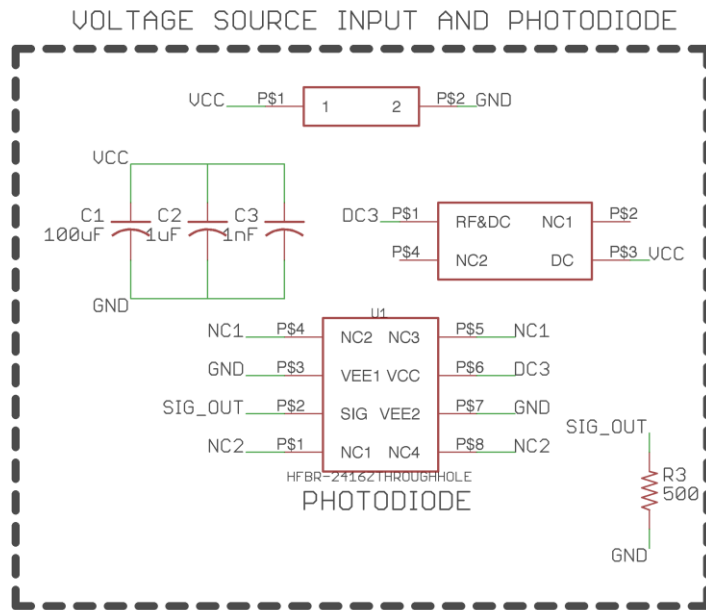 VOLTAGE SOURCE INPUT AND PHOTODIODE
VCC P$1 1 2 P$2 GND
VCC
C1 C2 C3
100uF 1uF 1nF
GND
DC3 P$1 RF&DC NC1 P$2
P$4 NC2 DC P$3 VCC
U1
NC1 P$4 NC2 NC3 P$5 NC1
GND P$3 VEE1 VCC P$6 DC3
SIG_OUT P$2 SIG VEE2 P$7 GND
NC2 P$1 NC1 NC4 P$8 NC2
HFBR-2416ZTHROUGHHOLE
PHOTODIODE
SIG_OUT
R3
500
GND